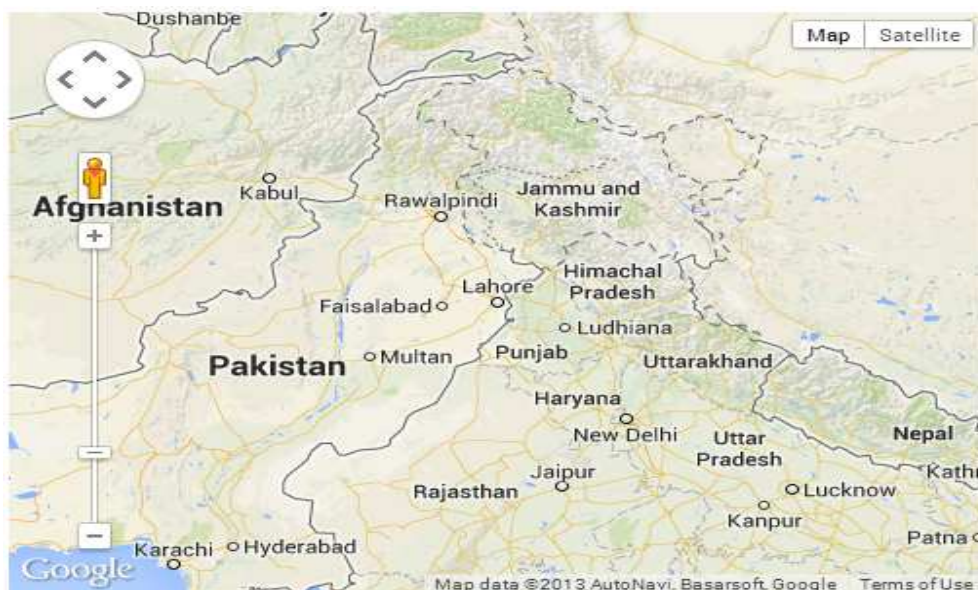 Dushanbe
Map Satellite
Kabul
Afghanistan
Rawalpindi
Jammu and
Kashmir
Himachal
Pradesh
Lahore
Faisalabad
Ludhiana
Punjab
Multan
Pakistan
Uttarakhand
Haryana
New Delhi
Uttar
Pradesh
Nepal
Kathm
Jaipur
Rajasthan
Lucknow
Kanpur
Patna
Karachi
Hyderabad
Google
Map data ©2013 AutoNavi, Basarsoft, Google Terms of Use